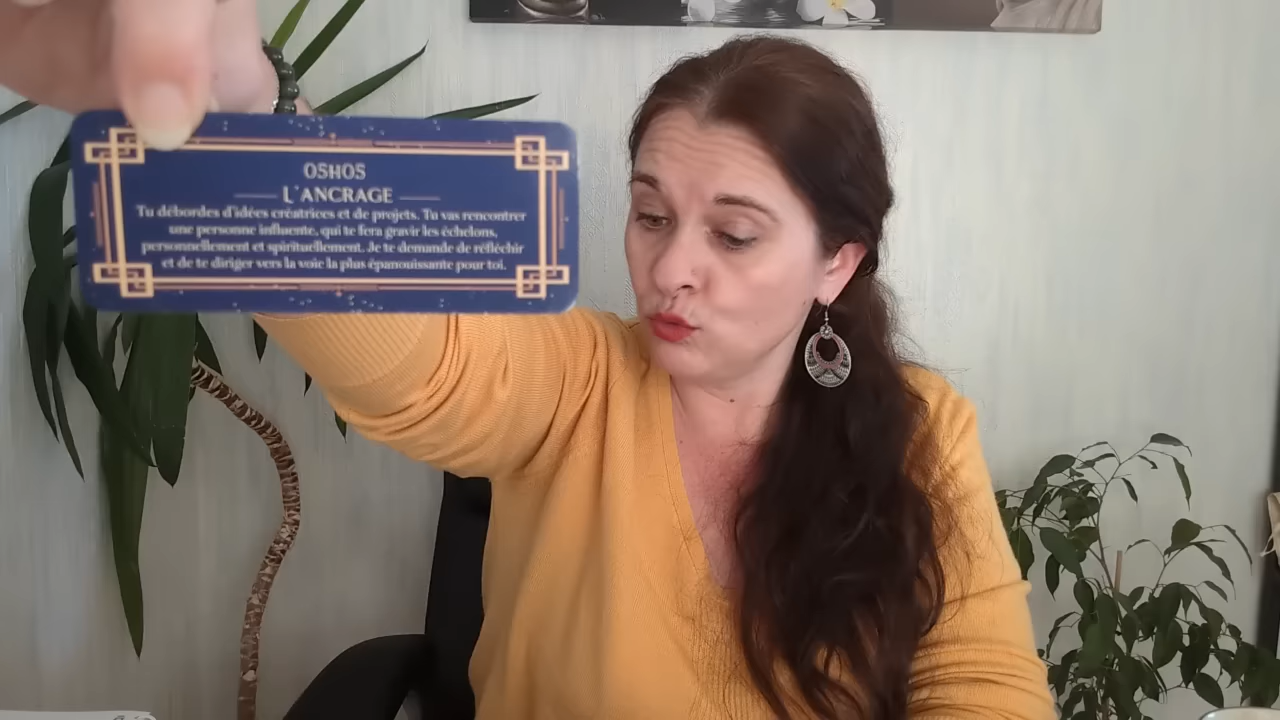 OSHOS
L'ANCRAGE
Tu débordes d'idées créatrices et de projets. Tu vas rencontrer
une personne influente, qui te fera gravir les échelons,
personnellement et spirituellement. Je te demande de réfléchir
et de te diriger vers la voie la plus épanouissante pour toi.